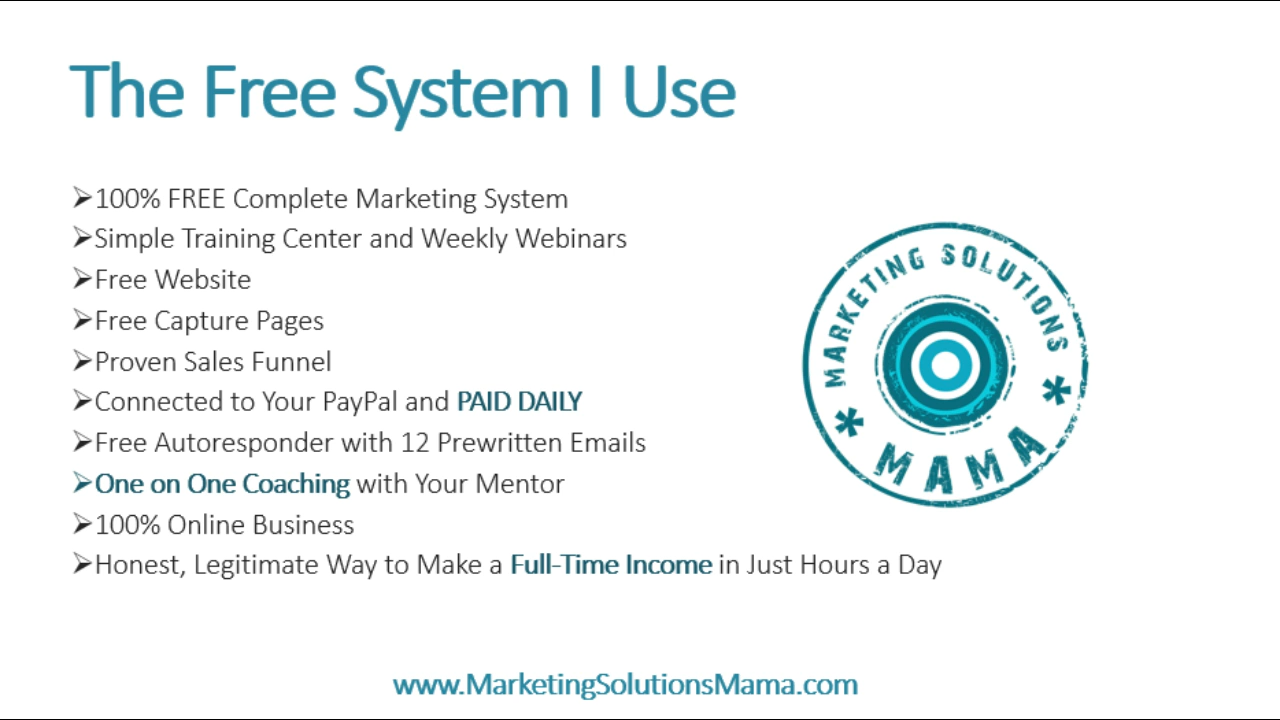 The Free System I Use
➢100% FREE Complete Marketing System
➢Simple Training Center and Weekly Webinars
➢Free Website
➢Free Capture Pages
➢Proven Sales Funnel
➢Connected to Your PayPal and PAID DAILY
➢Free Autoresponder with 12 Prewritten Emails
➢One on One Coaching with Your Mentor
➢100% Online Business
➢Honest, Legitimate Way to Make a Full-Time Income in Just Hours a Day
MARKETING SOLUTIONS
* MAMA *
www.MarketingSolutionsMama.com